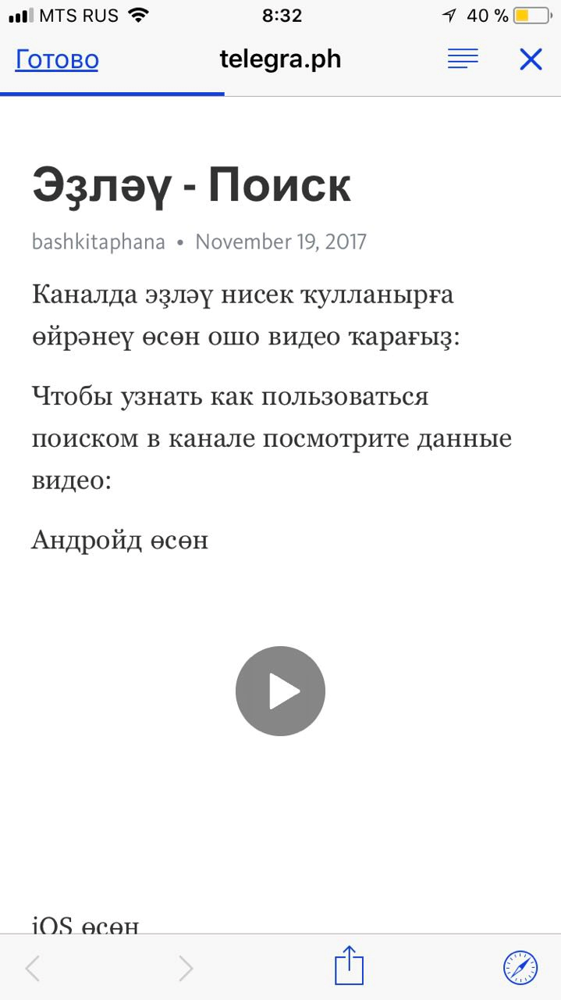 MTS RUS 8:32 40 %
Готово telegra.ph
Эҙләү - Поиск
bashkitaphana • November 19, 2017
Каналда эҙләү нисек ҡулланырға
өйрәнеү өсөн ошо видео ҡарағыҙ:
Чтобы узнать как пользоваться
поиском в канале посмотрите данные
видео:
Андройд өсөн
iOS өсөн